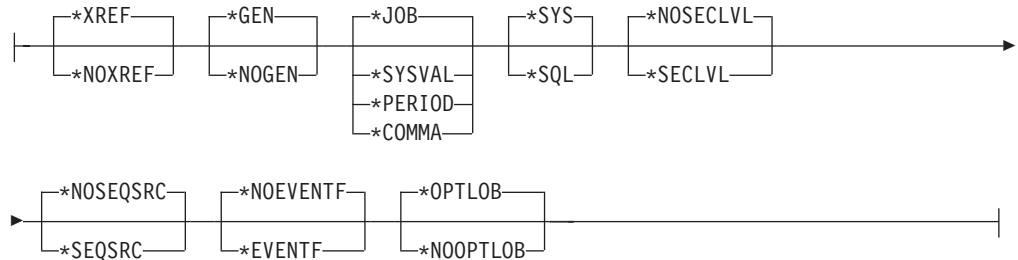 *XREF *GEN *JOB *SYS *NOSECLVL
*NOXREF *NOGEN *SYSVAL *SQL *SECLVL
*PERIOD
*COMMA
*NOSEQSRC *NOEVENTF *OPTLOB
*SEQSRC *EVENTF *NOOPTLOB